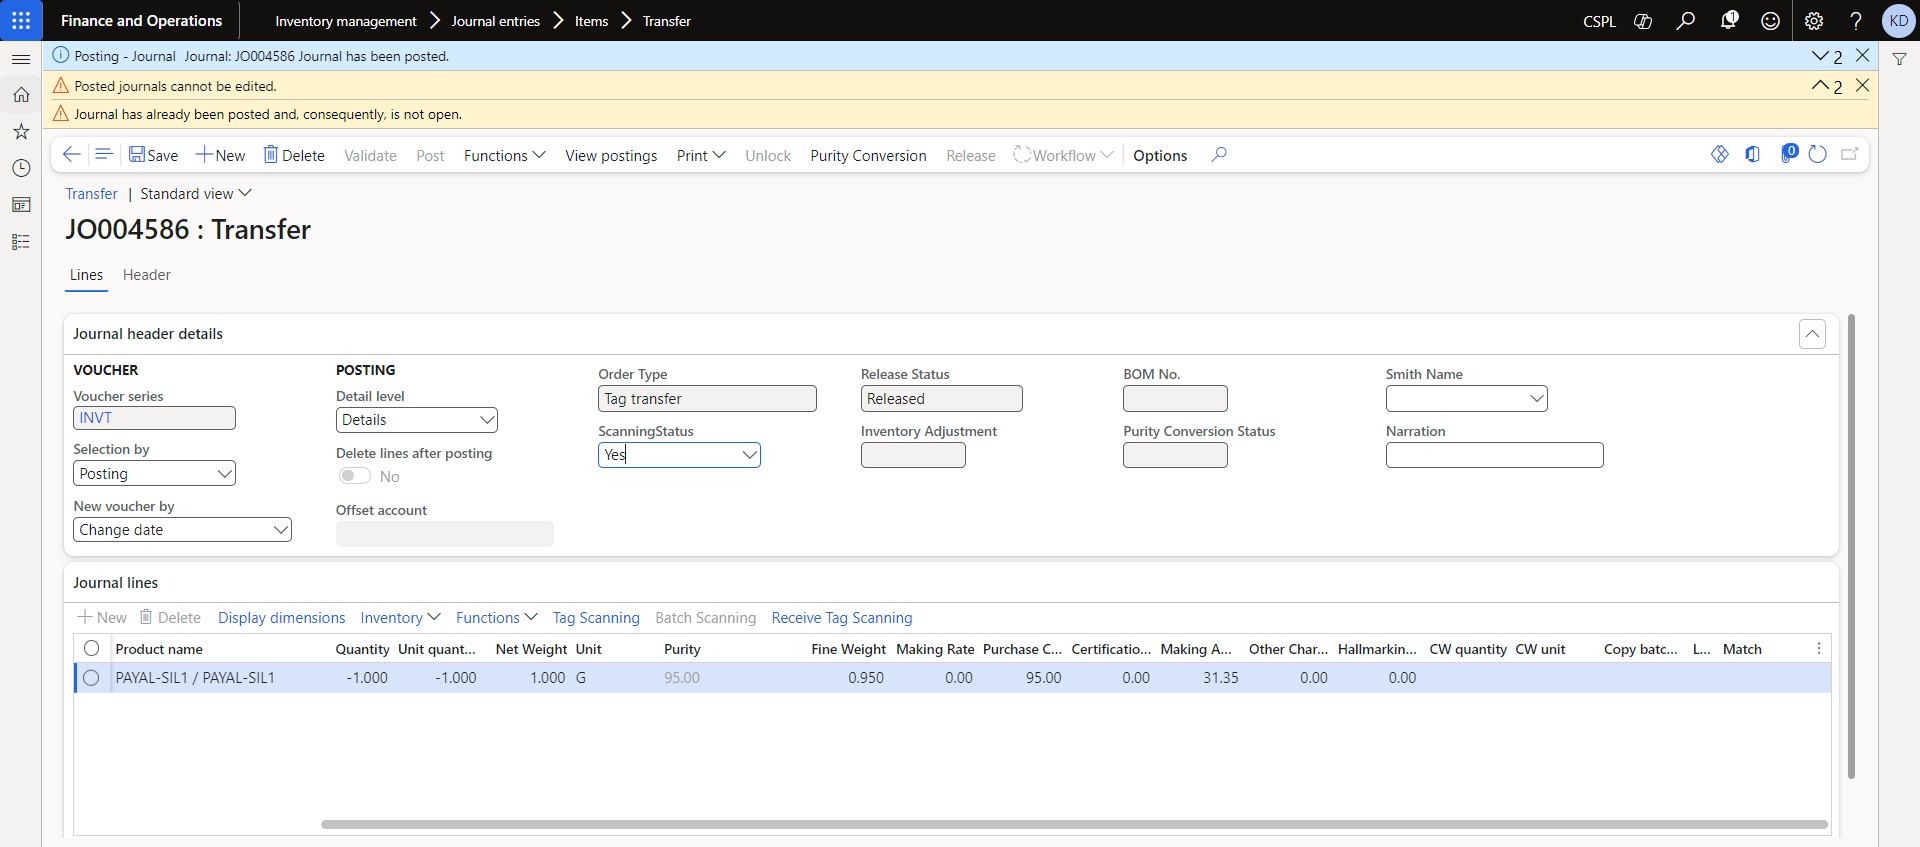 Finance and Operations
Inventory management > Journal entries > Items > Transfer
CSPL
1
KD
Posting - Journal Journal: JO004586 Journal has been posted.
2
Posted journals cannot be edited.
2
Journal has already been posted and, consequently, is not open.
Save New Delete Validate Post Functions View postings Print Unlock Purity Conversion Release Workflow Options
0
Transfer | Standard view
JO004586 : Transfer
Lines Header
Journal header details
VOUCHER
Voucher series
INVT
Selection by
Posting
New voucher by
Change date
POSTING
Detail level
Details
Delete lines after posting
No
Offset account
Order Type
Tag transfer
ScanningStatus
Yes
Release Status
Released
Inventory Adjustment
BOM No.
Purity Conversion Status
Smith Name
Narration
Journal lines
New Delete Display dimensions Inventory Functions Tag Scanning Batch Scanning Receive Tag Scanning
Product name Quantity Unit quant... Net Weight Unit Purity Fine Weight Making Rate Purchase C... Certificatio... Making A... Other Char... Hallmarkin... CW quantity CW unit Copy batc... L... Match
PAYAL-SIL1 / PAYAL-SIL1 -1.000 -1.000 1.000 G 95.00 0.950 0.00 95.00 0.00 31.35 0.00 0.00